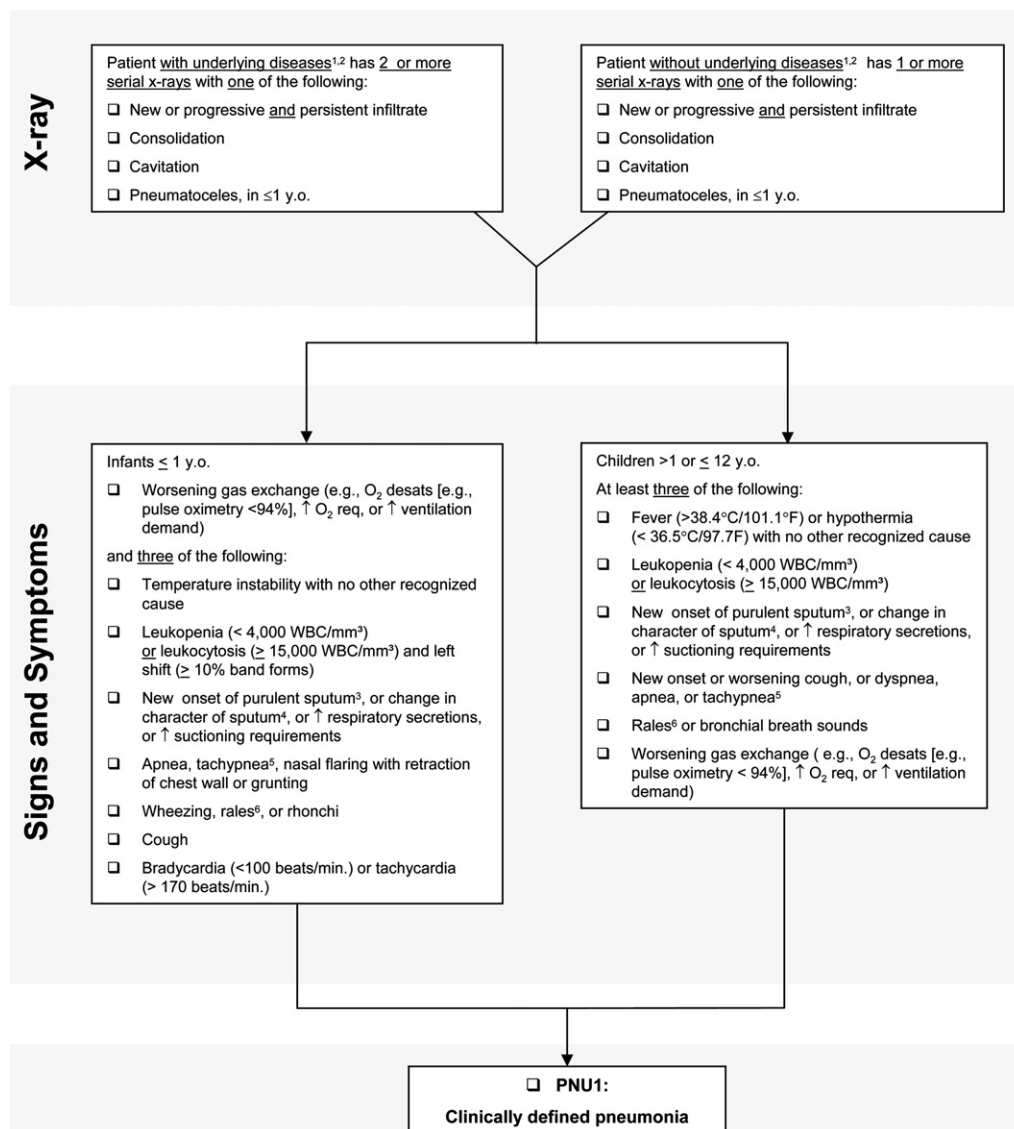 X-ray
Patient with underlying diseases¹,² has 2 or more
serial x-rays with one of the following:
❑ New or progressive and persistent infiltrate
❑ Consolidation
❑ Cavitation
❑ Pneumatoceles, in ≤1 y.o.
Patient without underlying diseases¹,² has 1 or more
serial x-rays with one of the following:
❑ New or progressive and persistent infiltrate
❑ Consolidation
❑ Cavitation
❑ Pneumatoceles, in ≤1 y.o.
Signs and Symptoms
Infants ≤ 1 y.o.
❑ Worsening gas exchange (e.g., O₂ desats [e.g.,
pulse oximetry <94%], ↑ O₂ req, or ↑ ventilation
demand)
and three of the following:
❑ Temperature instability with no other recognized
cause
❑ Leukopenia (< 4,000 WBC/mm³)
or leukocytosis (≥ 15,000 WBC/mm³) and left
shift (≥ 10% band forms)
❑ New onset of purulent sputum³, or change in
character of sputum⁴, or ↑ respiratory secretions,
or ↑ suctioning requirements
❑ Apnea, tachypnea⁵, nasal flaring with retraction
of chest wall or grunting
❑ Wheezing, rales⁶, or rhonchi
❑ Cough
❑ Bradycardia (<100 beats/min.) or tachycardia
(> 170 beats/min.)
Children >1 or ≤ 12 y.o.
At least three of the following:
❑ Fever (>38.4°C/101.1°F) or hypothermia
(< 36.5°C/97.7F) with no other recognized cause
❑ Leukopenia (< 4,000 WBC/mm³)
or leukocytosis (≥ 15,000 WBC/mm³)
❑ New onset of purulent sputum³, or change in
character of sputum⁴, or ↑ respiratory secretions,
or ↑ suctioning requirements
❑ New onset or worsening cough, or dyspnea,
apnea, or tachypnea⁵
❑ Rales⁶ or bronchial breath sounds
❑ Worsening gas exchange ( e.g., O₂ desats [e.g.,
pulse oximetry < 94%], ↑ O₂ req, or ↑ ventilation
demand)
❑ PNU1:
Clinically defined pneumonia